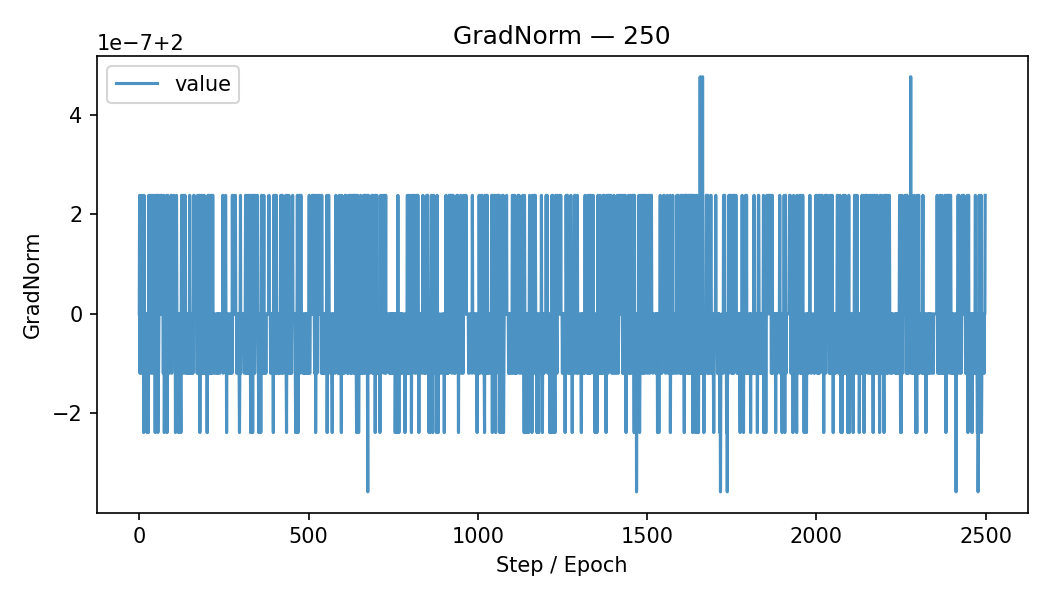 GradNorm — 250
1e−7+2
value
4
2
0
−2
GradNorm
0 500 1000 1500 2000 2500
Step / Epoch